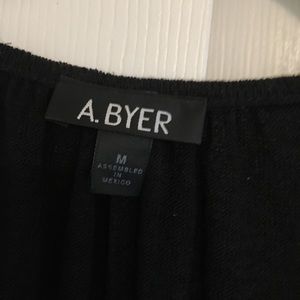 A.BYER
M
ASSEMBLED
IN
MEXICO